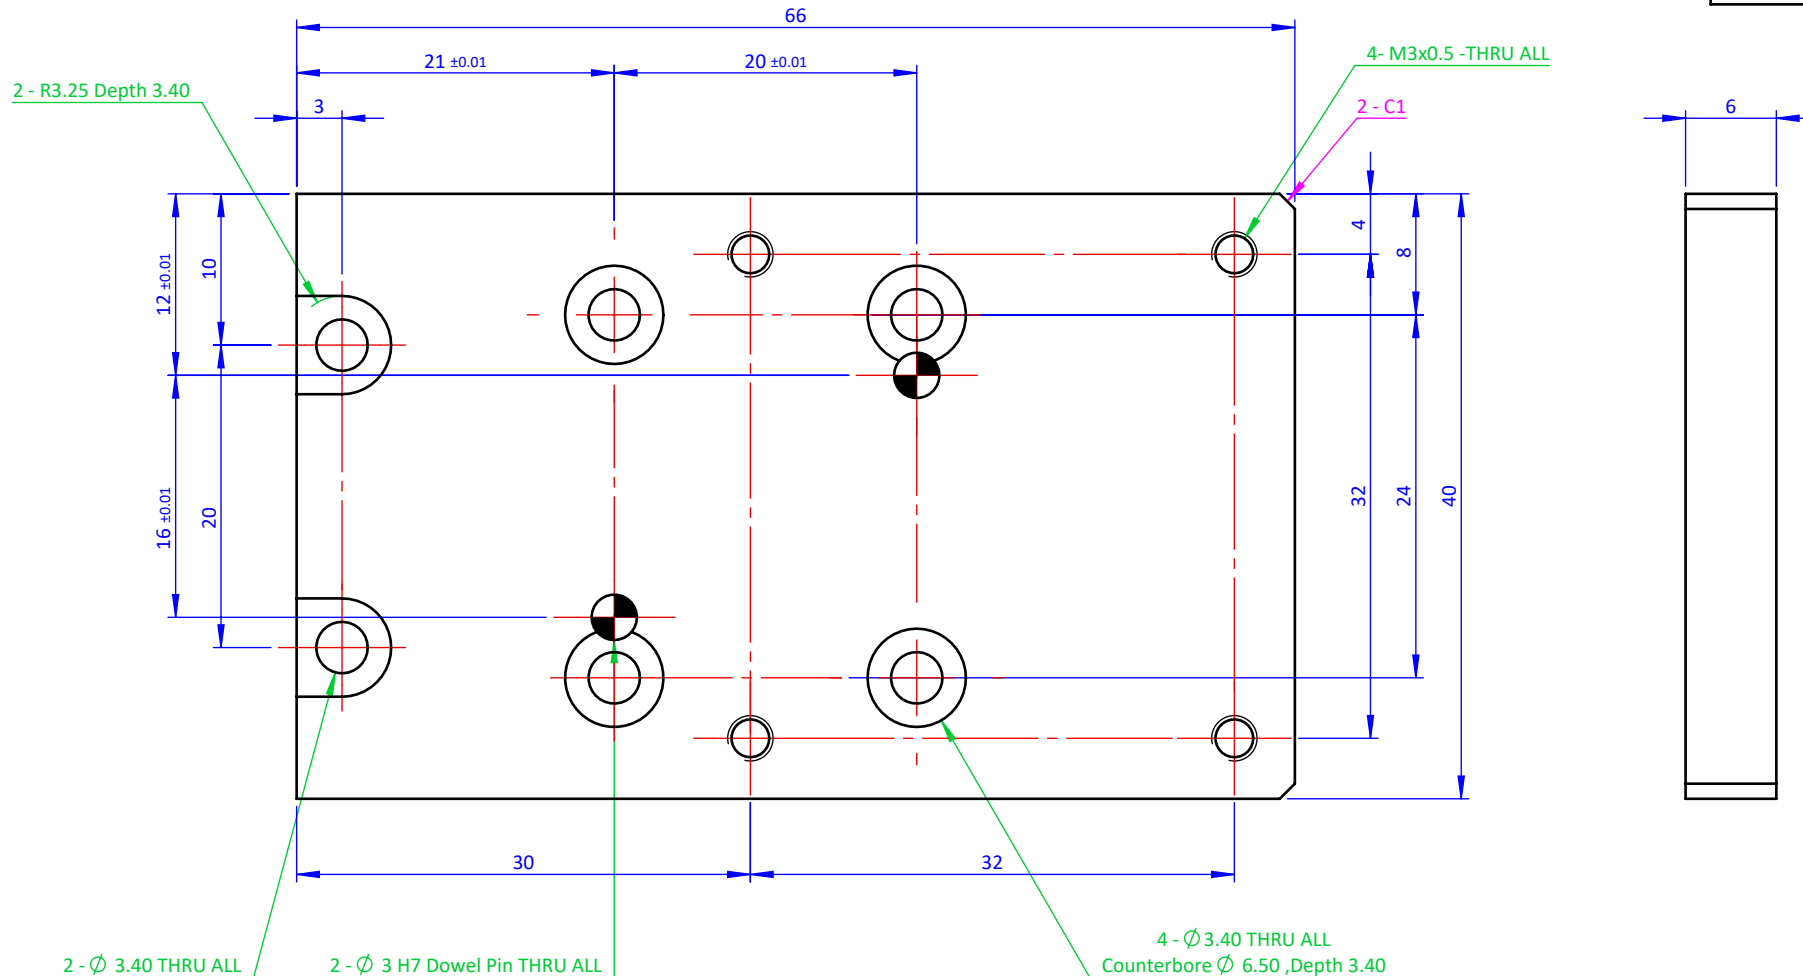 66
21 ±0.01
20 ±0.01
4- M3x0.5 -THRU ALL
2 - R3.25 Depth 3.40
3
2 - C1
6
4
8
12 ±0.01
10
16 ±0.01
20
32
24
40
30
32
4 - ∅ 3.40 THRU ALL
2 - ∅ 3.40 THRU ALL
2 - ∅ 3 H7 Dowel Pin THRU ALL
Counterbore ∅ 6.50 ,Depth 3.40